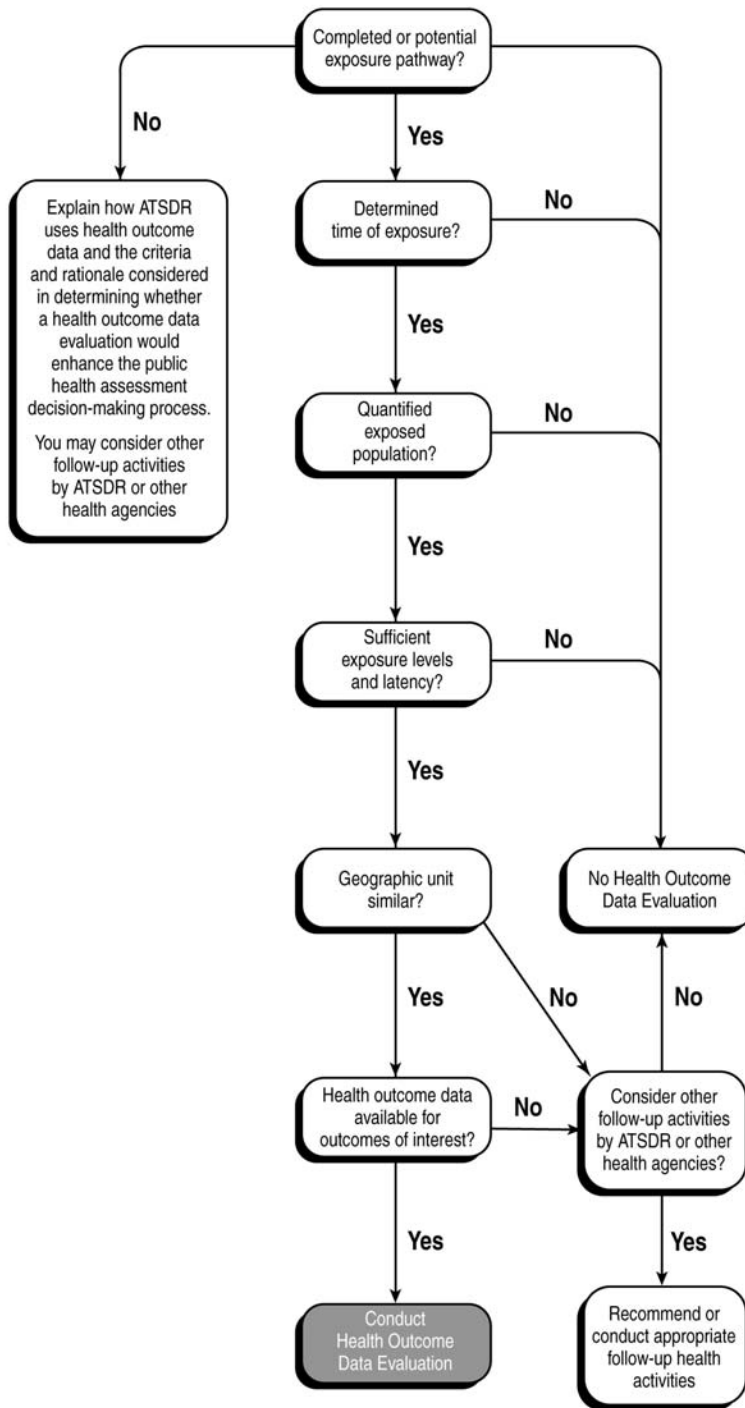 Completed or potential
exposure pathway?
No
Yes
Explain how ATSDR
uses health outcome
data and the criteria
and rationale considered
in determining whether
a health outcome data
evaluation would
enhance the public
health assessment
decision-making process.
You may consider other
follow-up activities
by ATSDR or other
health agencies
Determined
time of exposure?
No
Yes
Quantified
exposed
population?
No
Yes
Sufficient
exposure levels
and latency?
No
Yes
Geographic unit
similar?
No Health Outcome
Data Evaluation
Yes
No
No
Health outcome data
available for
outcomes of interest?
No
Consider other
follow-up activities
by ATSDR or other
health agencies?
Yes
Yes
Conduct
Health Outcome
Data Evaluation
Recommend or
conduct appropriate
follow-up health
activities